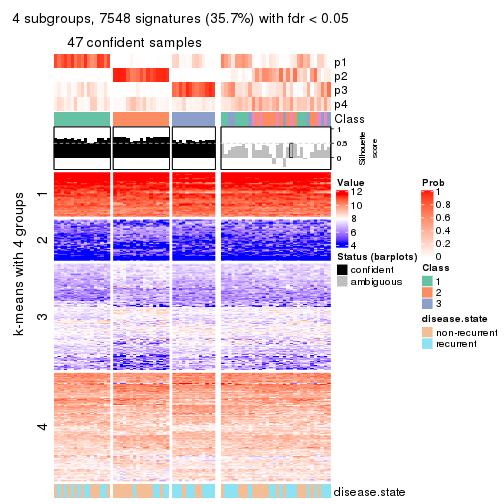 4 subgroups, 7548 signatures (35.7%) with fdr < 0.05
47 confident samples
p1
p2
p3
p4
Class
1
0.5
0
Silhouette
score
k-means with 4 groups
1
2
3
4
disease.state
Value
12
10
8
6
4
Status (barplots)
confident
ambiguous
Prob
1
0.8
0.6
0.4
0.2
0
Class
1
2
3
disease.state
non-recurrent
recurrent